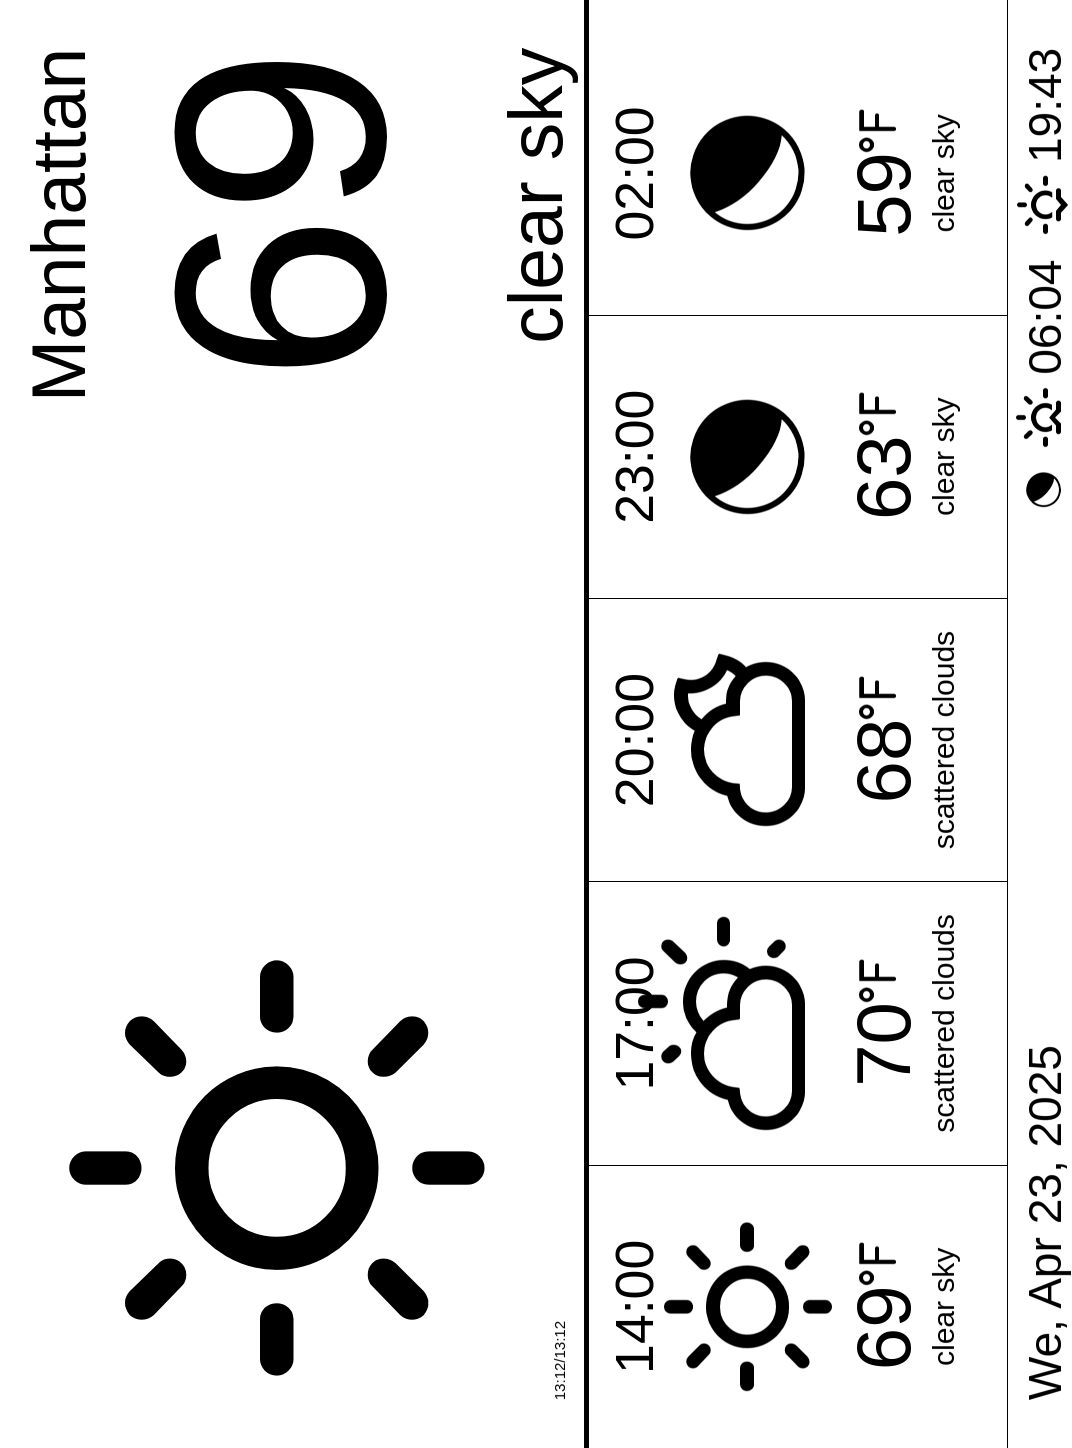 Manhattan
69
clear sky
13:12/13:12
14:00
69°F
clear sky
17:00
70°F
scattered clouds
20:00
68°F
scattered clouds
23:00
63°F
clear sky
02:00
59°F
clear sky
We, Apr 23, 2025
06:04
19:43